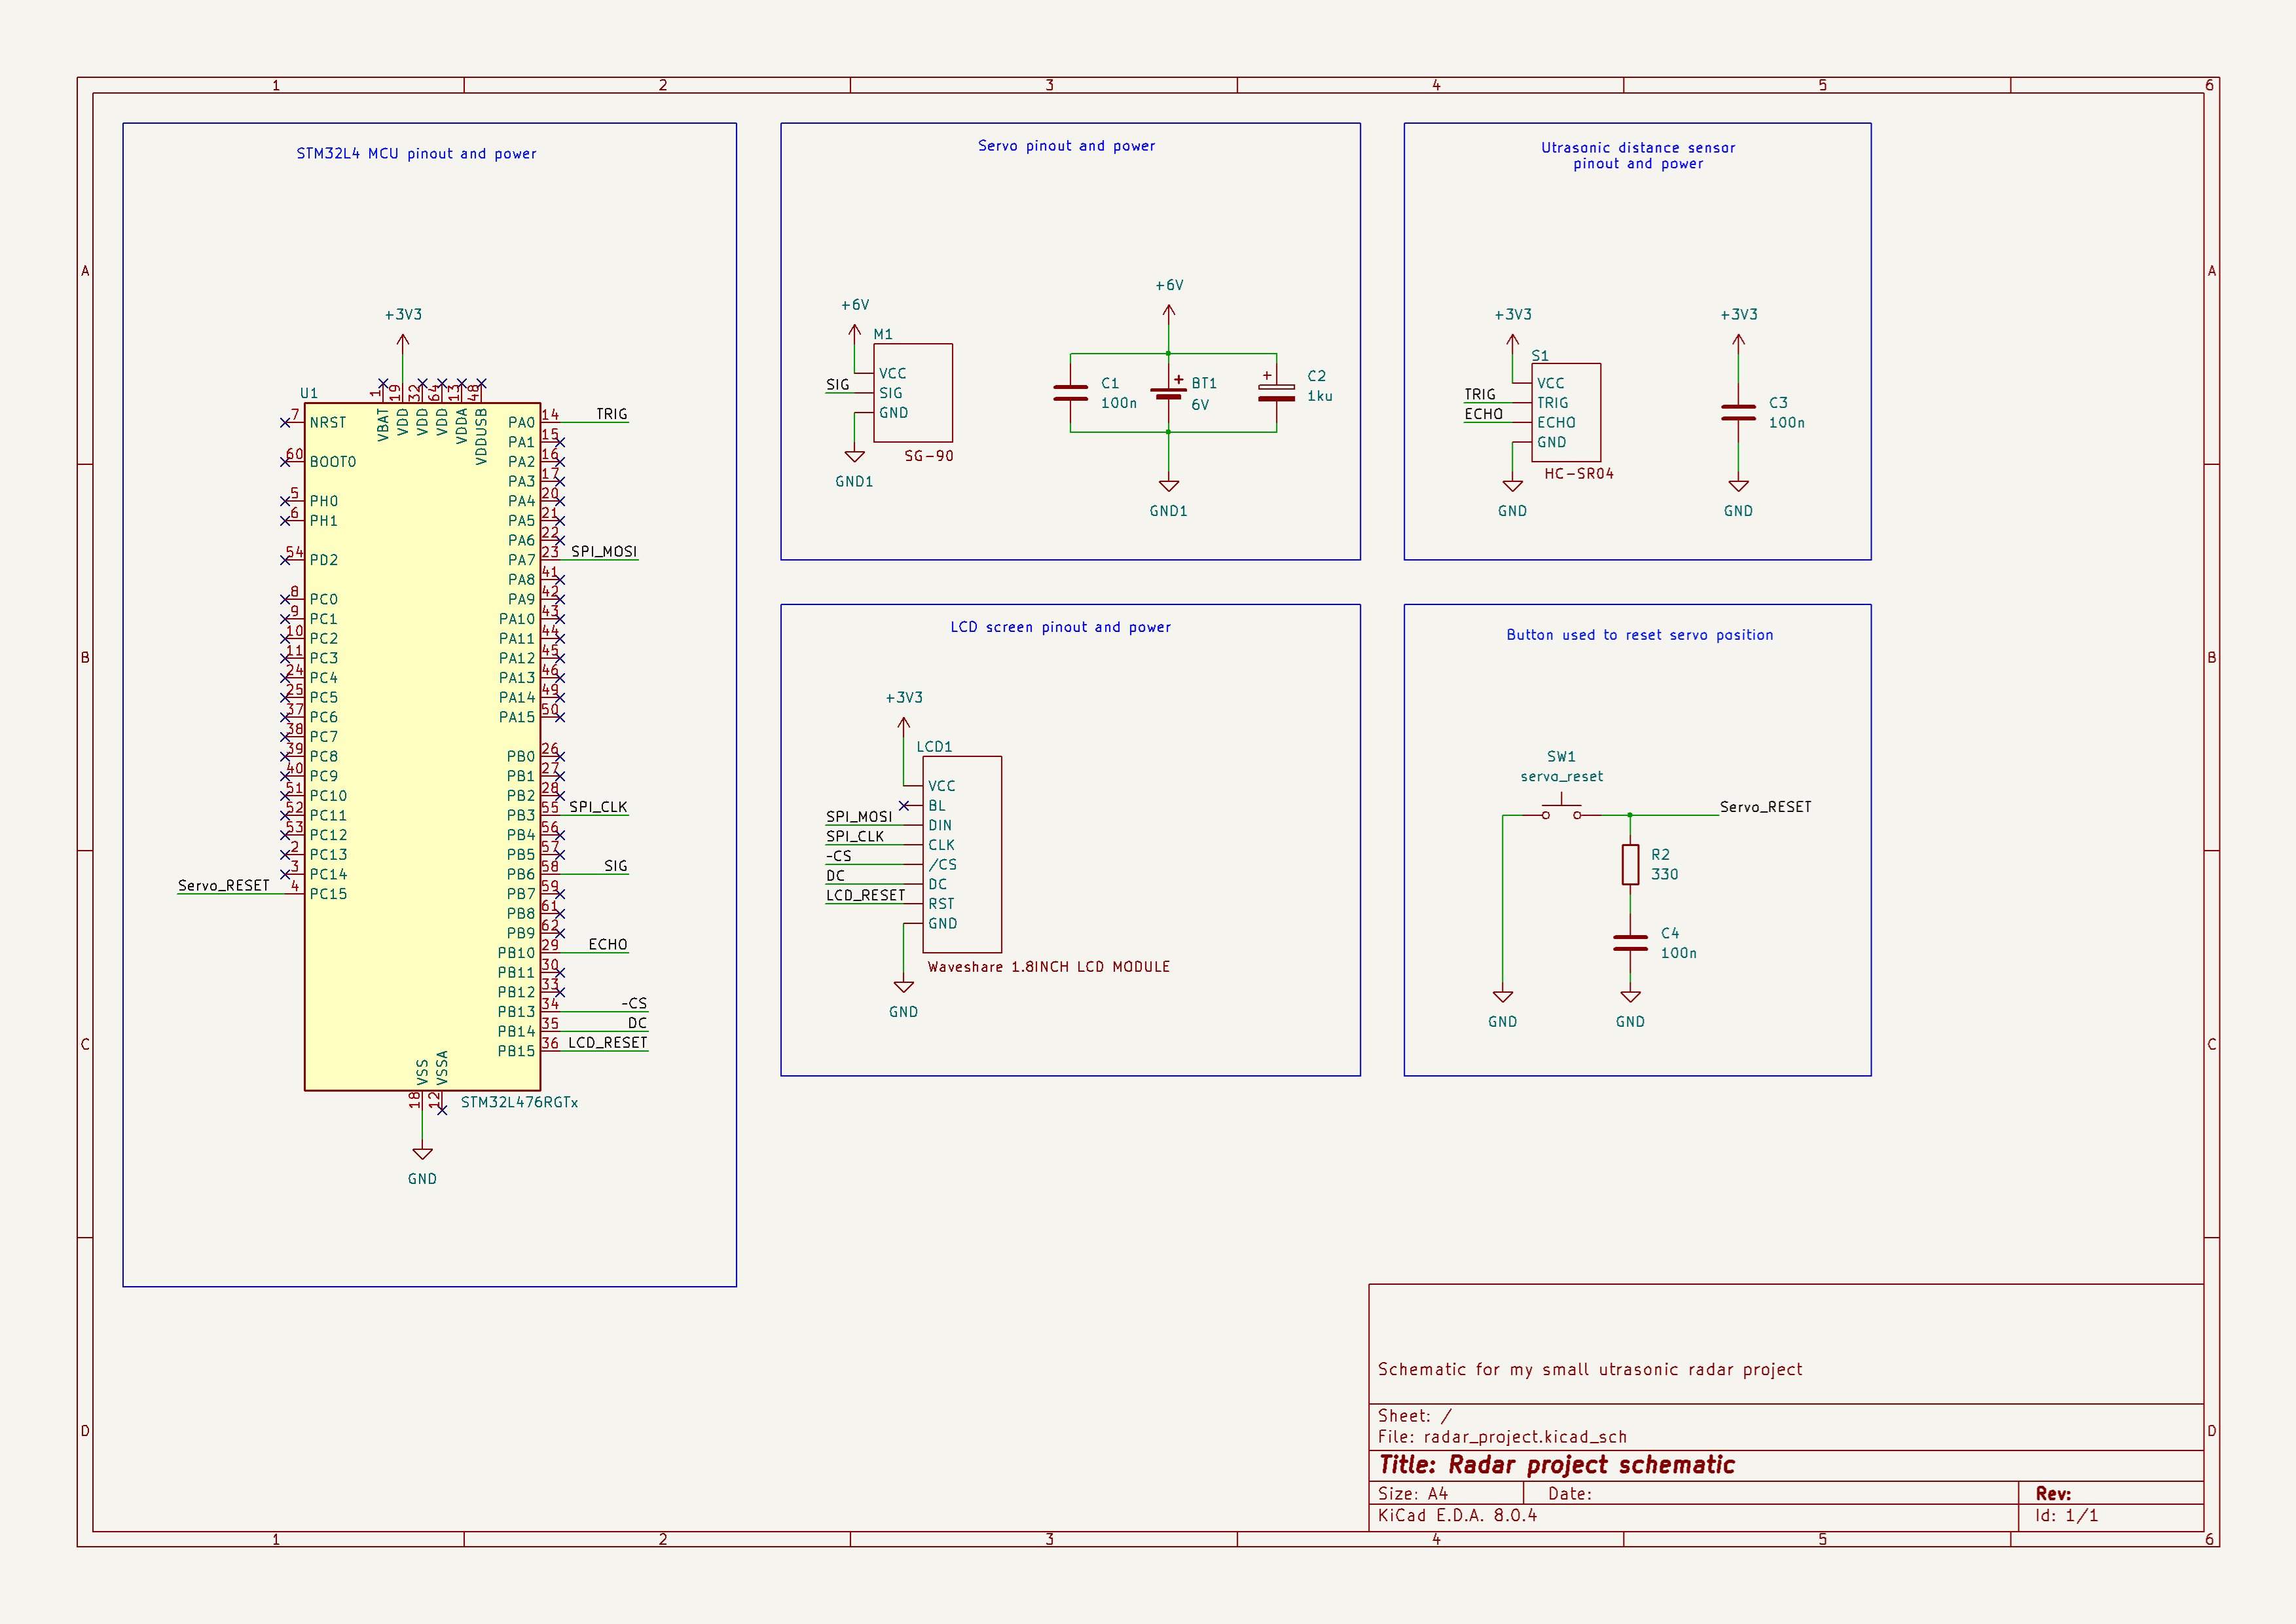 1 2 3 4 5 6
A
B
C
D
STM32L4 MCU pinout and power
+3V3
U1
1 VBAT
19 VDD
32 VDD
64 VDD
13 VDDA
48 VDDUSB
7 NRST
60 BOOT0
5 PH0
6 PH1
54 PD2
8 PC0
9 PC1
10 PC2
11 PC3
24 PC4
25 PC5
37 PC6
38 PC7
39 PC8
40 PC9
51 PC10
52 PC11
53 PC12
2 PC13
3 PC14
Servo_RESET 4 PC15
PA0 14 TRIG
PA1 15
PA2 16
PA3 17
PA4 20
PA5 21
PA6 22
PA7 23 SPI_MOSI
PA8 41
PA9 42
PA10 43
PA11 44
PA12 45
PA13 46
PA14 49
PA15 50
PB0 26
PB1 27
PB2 28
PB3 55 SPI_CLK
PB4 56
PB5 57
PB6 58 SIG
PB7 59
PB8 61
PB9 62
PB10 29 ECHO
PB11 30
PB12 33
PB13 34 -CS
PB14 35 DC
PB15 36 LCD_RESET
VSS 18
VSSA 12
STM32L476RGTx
GND
Servo pinout and power
+6V
M1
VCC
SIG SIG
GND
SG-90
GND1
+6V
C1
100n
BT1
6V
C2
1ku
GND1
Utrasonic distance sensor
pinout and power
+3V3
S1
VCC
TRIG TRIG
ECHO ECHO
GND
HC-SR04
GND
+3V3
C3
100n
GND
LCD screen pinout and power
+3V3
LCD1
VCC
BL
SPI_MOSI DIN
SPI_CLK CLK
-CS /CS
DC DC
LCD_RESET RST
GND
Waveshare 1.8INCH LCD MODULE
GND
Button used to reset servo position
SW1
servo_reset
Servo_RESET
R2
330
C4
100n
GND
GND
Schematic for my small utrasonic radar project
Sheet: /
File: radar_project.kicad_sch
Title: Radar project schematic
Size: A4 Date: Rev:
KiCad E.D.A. 8.0.4 Id: 1/1
A
B
C
D
1 2 3 4 5 6